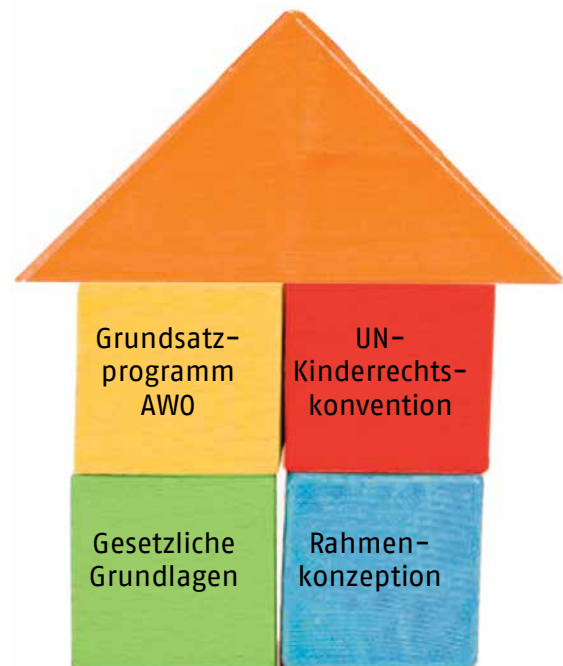 Grundsatz-
programm
AWO
UN-
Kinderrechts-
konvention
Gesetzliche
Grundlagen
Rahmen-
konzeption